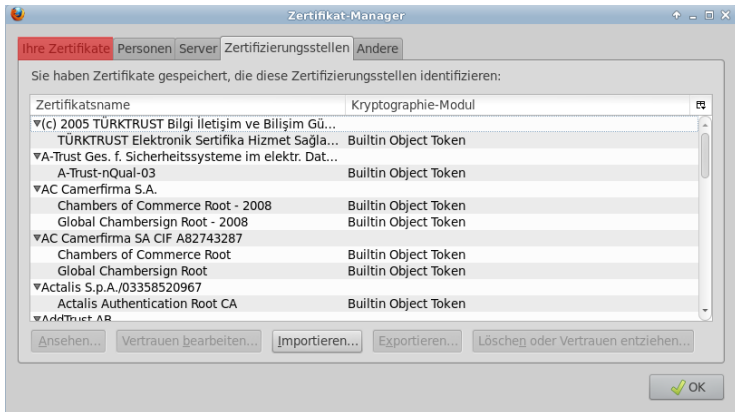 Zertifikat-Manager
Ihre Zertifikate Personen Server Zertifizierungsstellen Andere
Sie haben Zertifikate gespeichert, die diese Zertifizierungsstellen identifizieren:
Zertifikatsname Kryptographie-Modul
(c) 2005 TÜRKTRUST Bilgi İletişim ve Bilişim Gü...
TÜRKTRUST Elektronik Sertifika Hizmet Sağla... Builtin Object Token
A-Trust Ges. f. Sicherheitssysteme im elektr. Dat...
A-Trust-nQual-03 Builtin Object Token
AC Camerfirma S.A.
Chambers of Commerce Root - 2008 Builtin Object Token
Global Chambersign Root - 2008 Builtin Object Token
AC Camerfirma SA CIF A82743287
Chambers of Commerce Root Builtin Object Token
Global Chambersign Root Builtin Object Token
Actalis S.p.A./03358520967
Actalis Authentication Root CA Builtin Object Token
AddTrust AB
Ansehen... Vertrauen bearbeiten... Importieren... Exportieren... Löschen oder Vertrauen entziehen...
OK